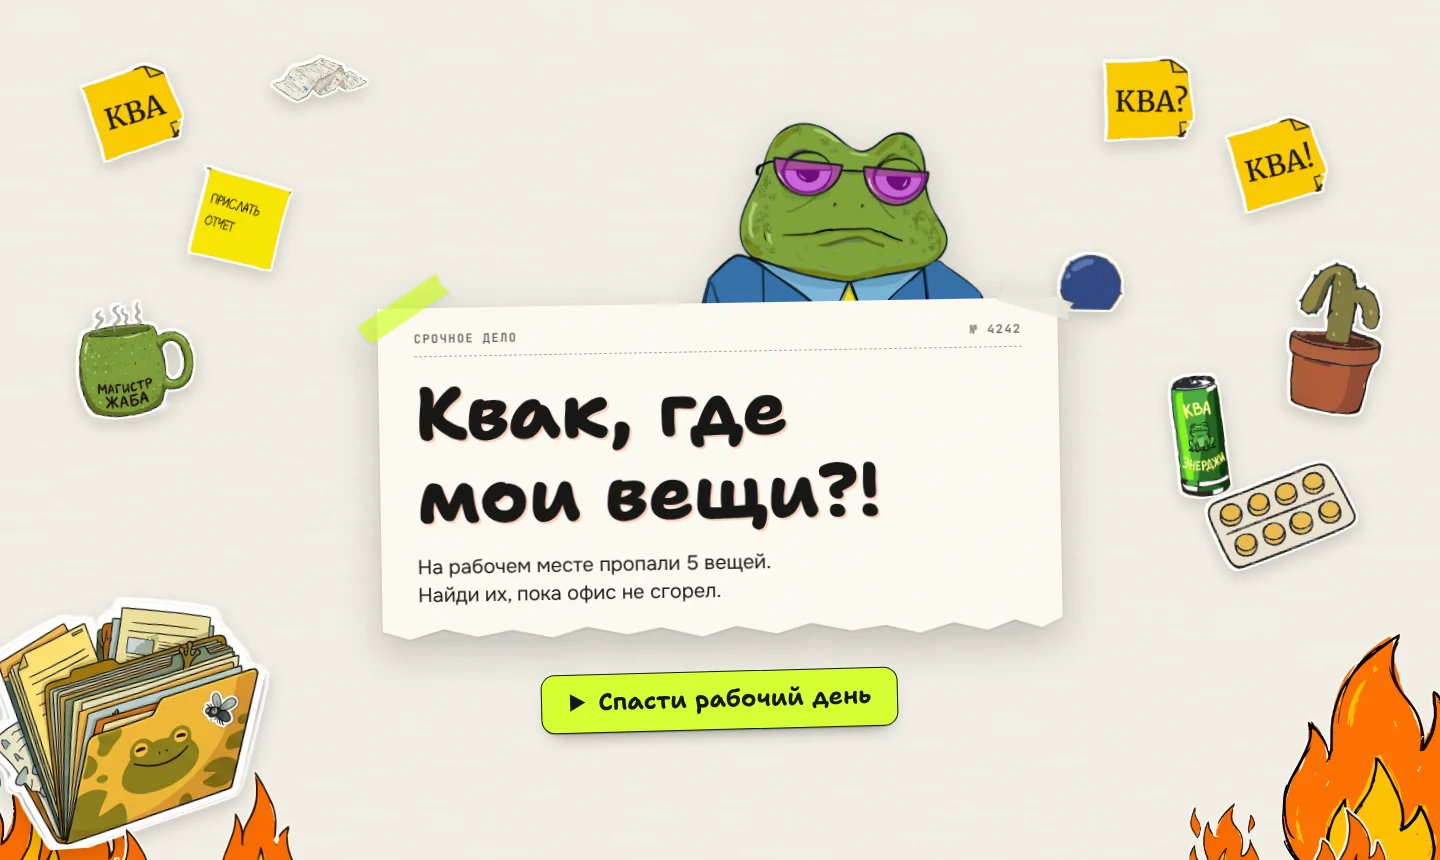 КВА
ПРИСЛАТЬ
ОТЧЕТ
КВА?
КВА!
МАГИСТР
ЖАБА
СРОЧНОЕ ДЕЛО
№ 4242
Квак, где
мои вещи?!
На рабочем месте пропали 5 вещей.
Найди их, пока офис не сгорел.
КВА
ЭНЕРДЖИ
Спасти рабочий день